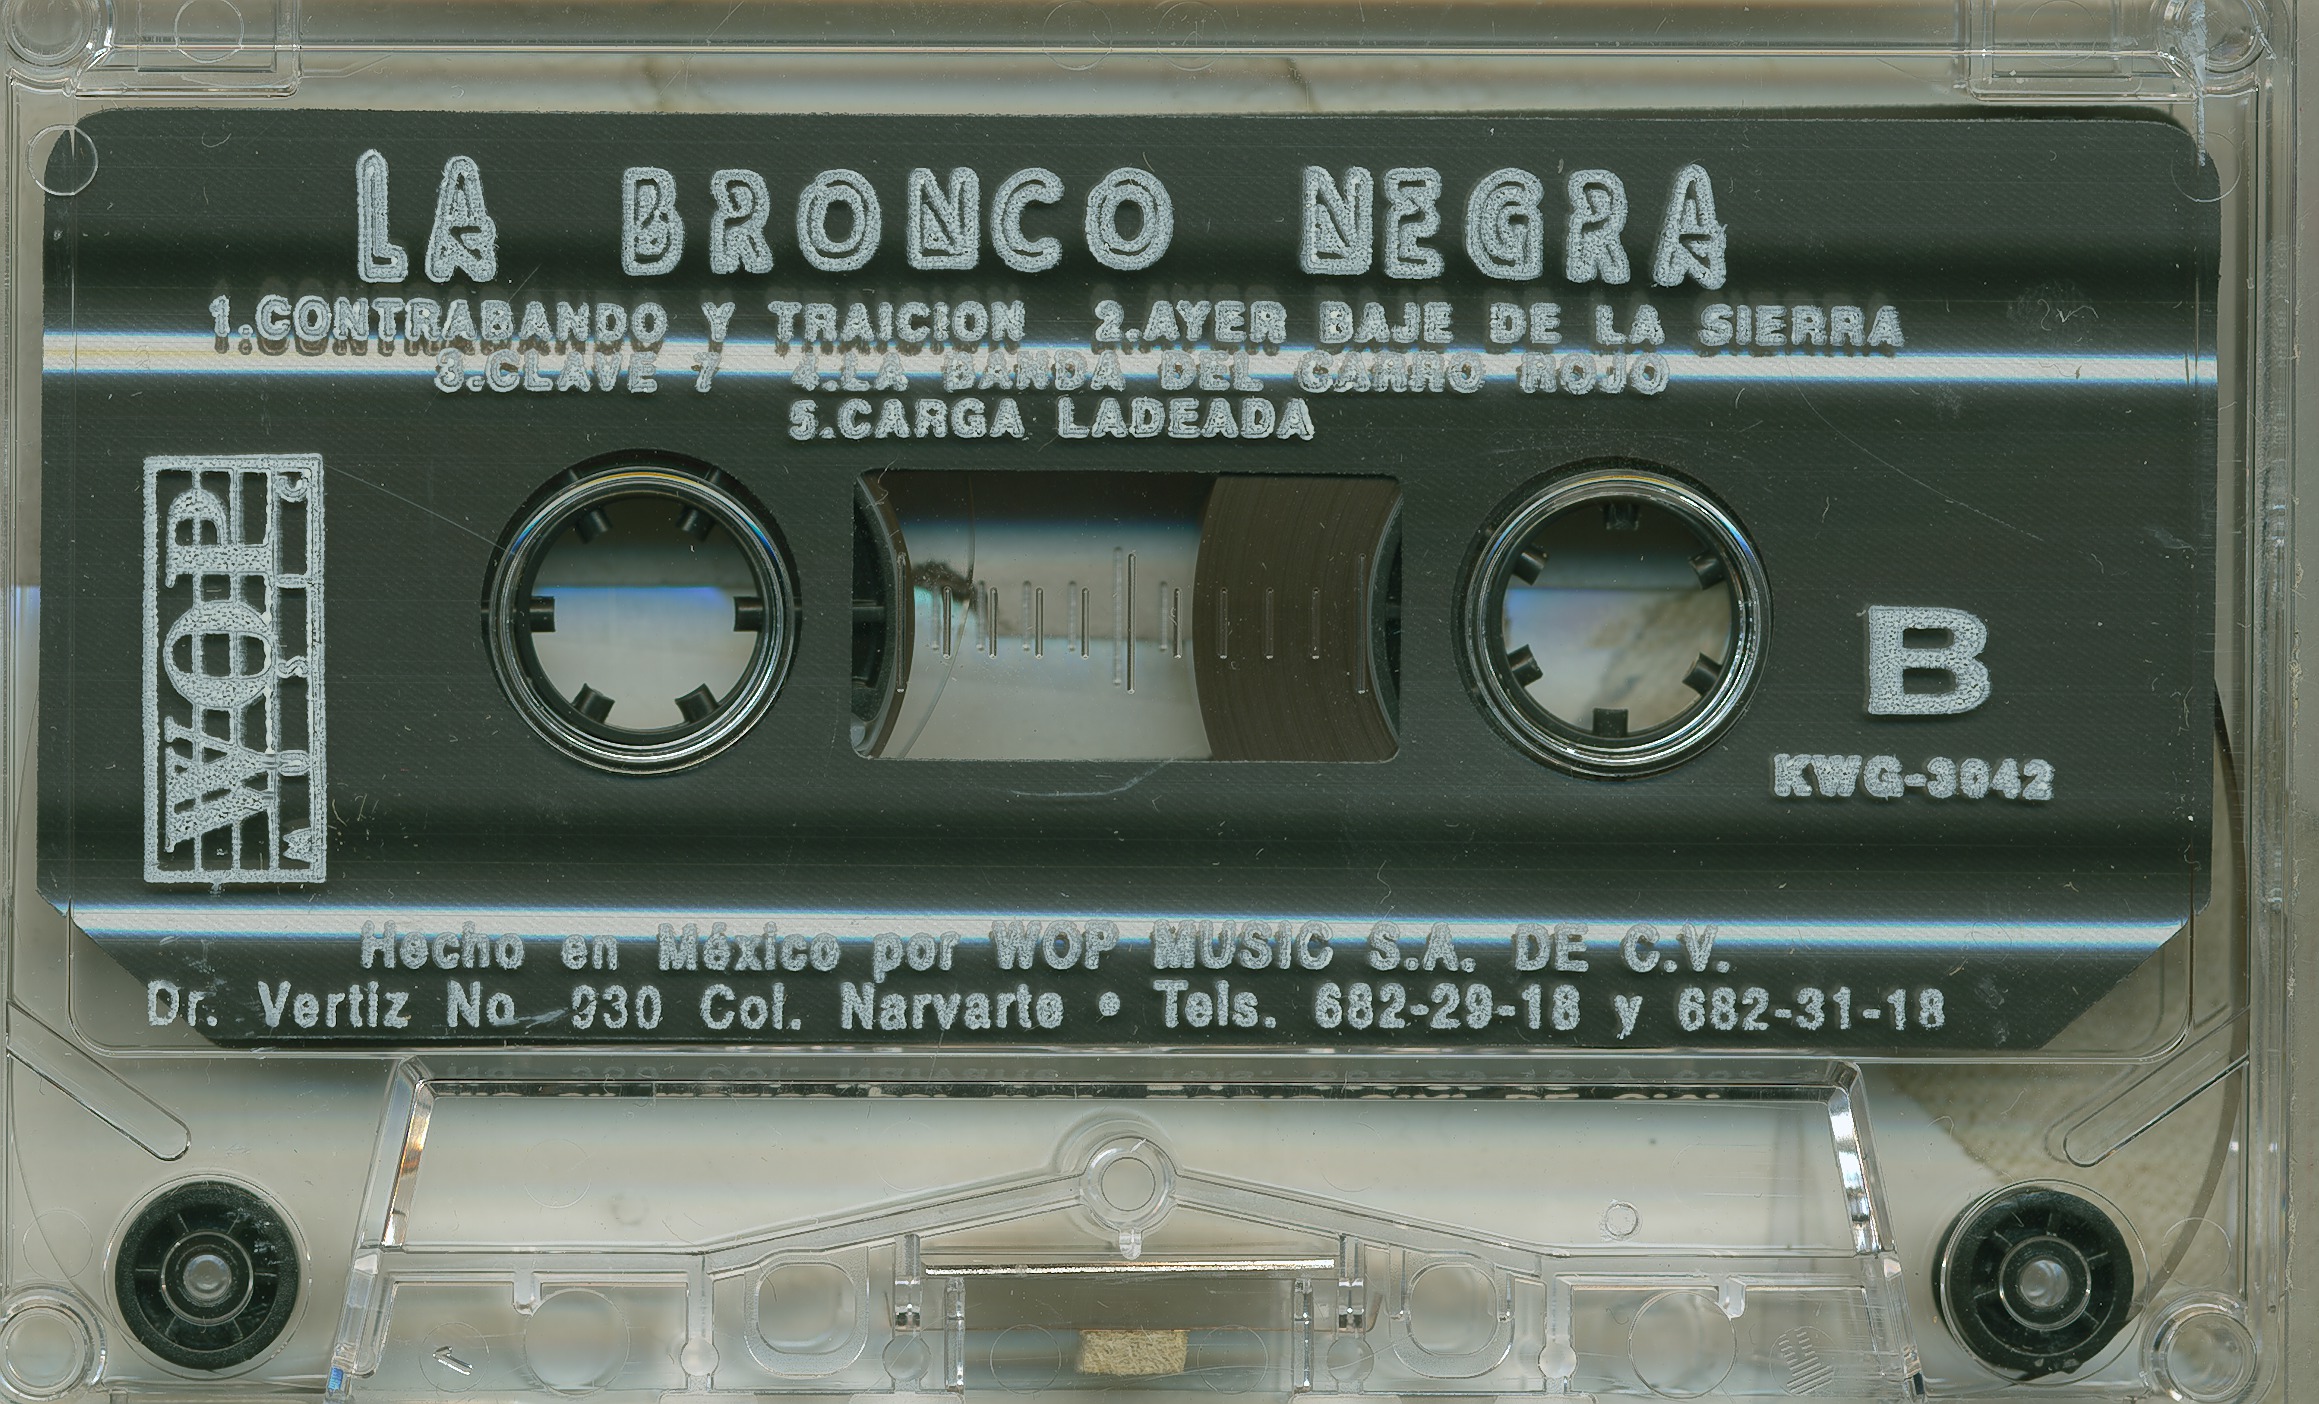 LA BRONCO NEGRA
1.CONTRABANDO Y TRAICION 2.AYER BAJE DE LA SIERRA
3.CLAVE 7 4.LA BANDA DEL CARRO ROJO
5.CARGA LADEADA
WOP
MUSIC
B
KWG-3042
Hecho en México por WOP MUSIC S.A. DE C.V.
Dr. Vertiz No 930 Col. Narvarte • Tels. 682-29-18 y 682-31-18
1